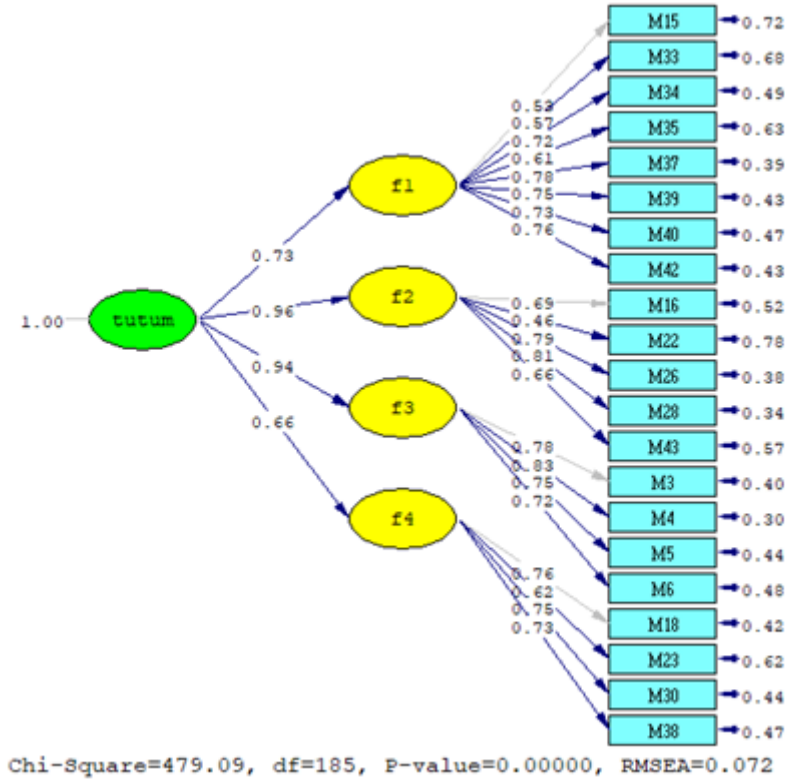 M15 0.72
M33 0.68
M34 0.49
0.53
0.57
M35 0.63
0.72
0.61
M37 0.39
0.78
f1
0.75
M39 0.43
0.73
0.76
M40 0.47
0.73
M42 0.43
f2
0.69
M16 0.52
1.00
tutum
0.96
0.46
M22 0.78
0.79
0.81
M26 0.38
0.94
0.66
M28 0.34
f3
0.66
M43 0.57
0.78
M3 0.40
0.83
0.75
M4 0.30
0.72
f4
M5 0.44
0.76
M6 0.48
0.62
0.75
M18 0.42
0.73
M23 0.62
M30 0.44
M38 0.47
Chi-Square=479.09, df=185, P-value=0.00000, RMSEA=0.072